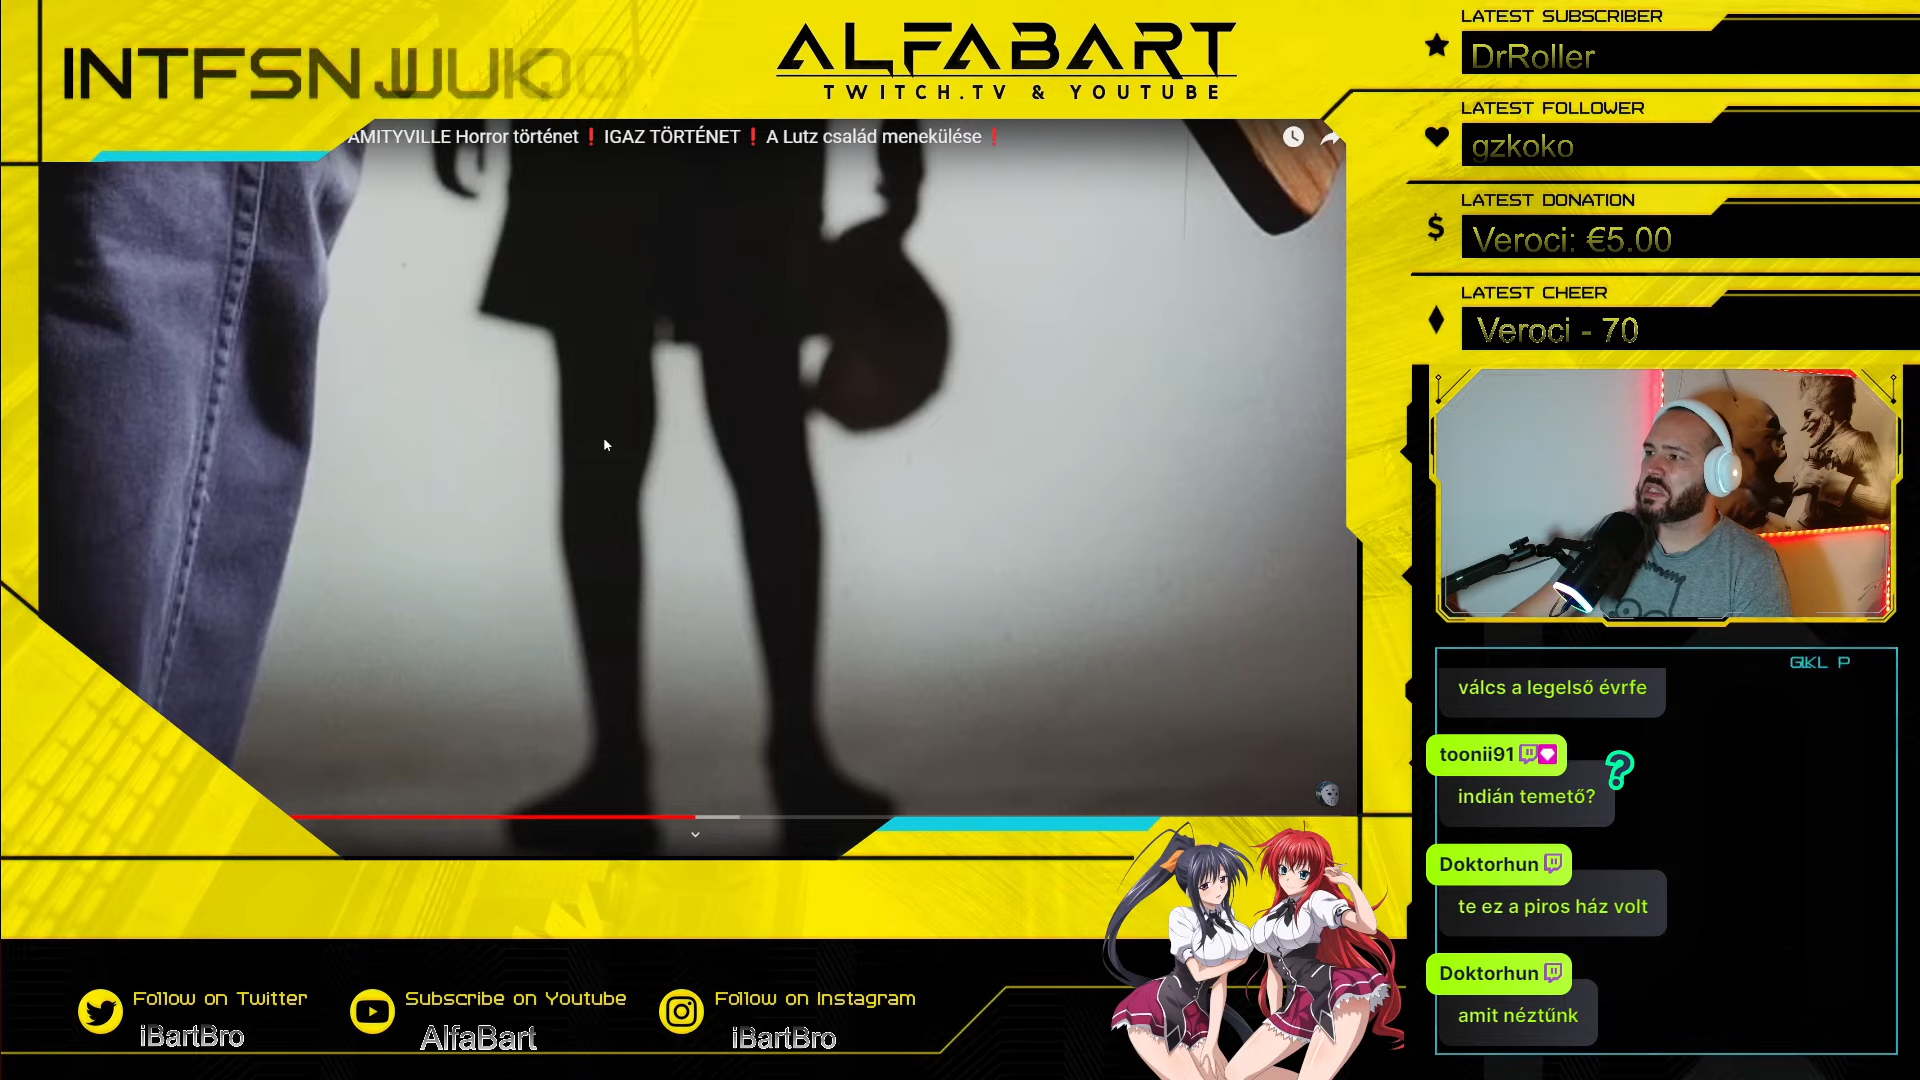 ALFABART
TWITCH.TV & YOUTUBE
AMITYVILLE Horror történet❗IGAZ TÖRTÉNET❗A Lutz család menekülése❗
LATEST SUBSCRIBER
DrRoller
LATEST FOLLOWER
gzkoko
LATEST DONATION
Veroci: €5.00
LATEST CHEER
Veroci - 70
válcs a legelső évrfe
toonii91
indián temető?
Doktorhun
te ez a piros ház volt
Doktorhun
amit néztűnk
Follow on Twitter
iBartBro
Subscribe on Youtube
AlfaBart
Follow on Instagram
iBartBro